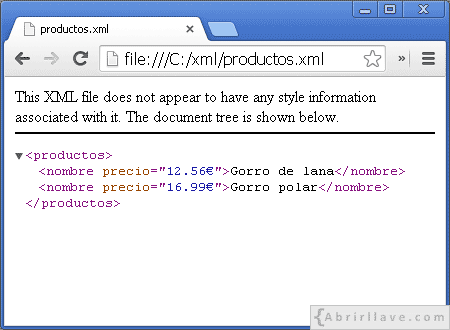 productos.xml
file:///C:/xml/productos.xml
This XML file does not appear to have any style information
associated with it. The document tree is shown below.
<productos>
<nombre precio="12.56€">Gorro de lana</nombre>
<nombre precio="16.99€">Gorro polar</nombre>
</productos>
{Abrirllave.com